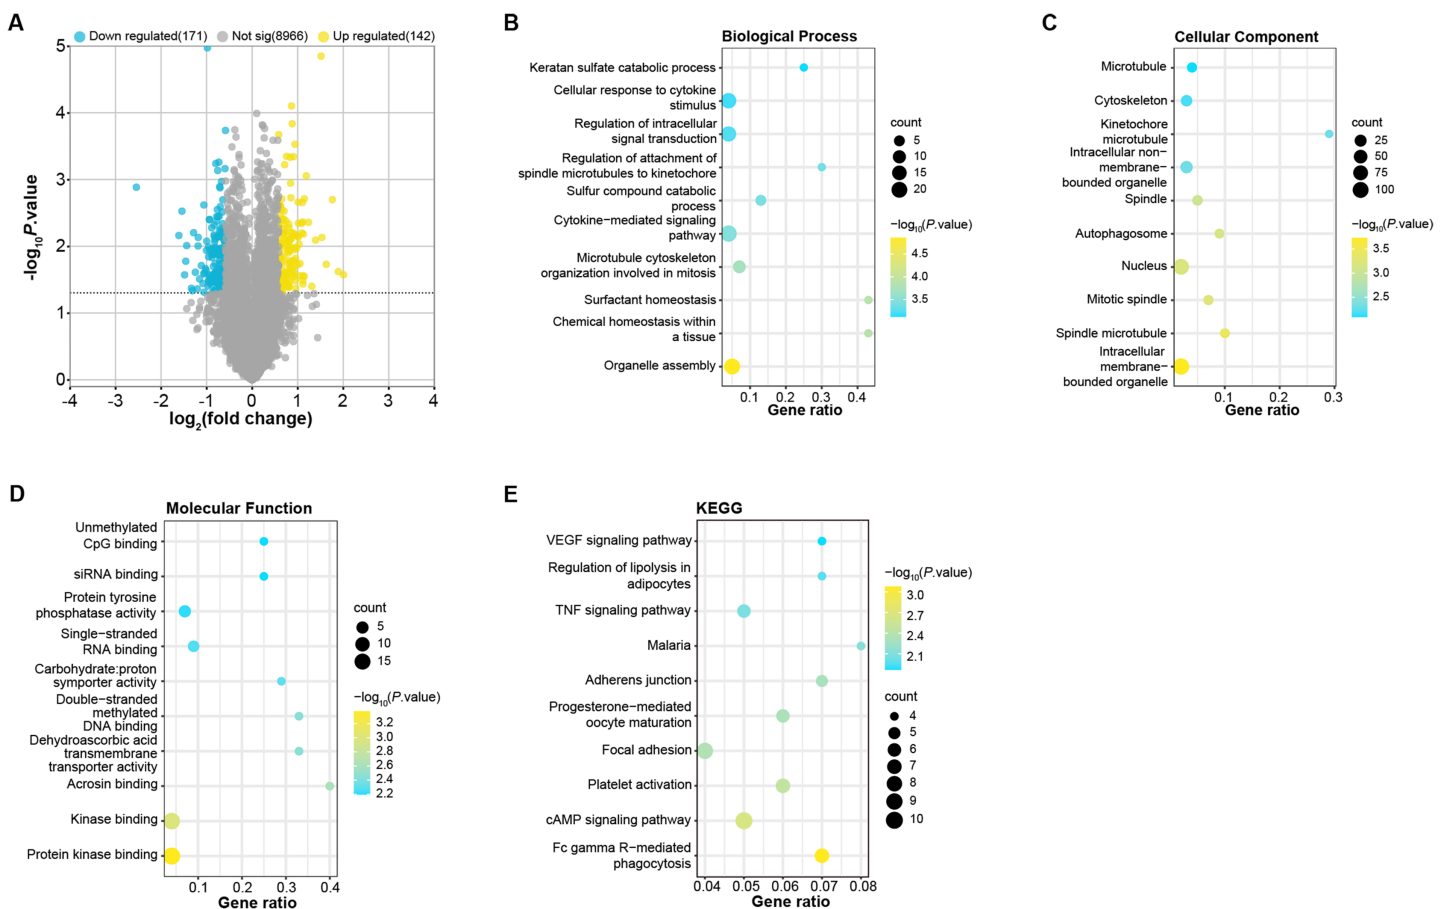 A
Down regulated(171)
Not sig(8966)
Up regulated(142)
5
4
3
2
1
0
-log10P.value
-4
-3
-2
-1
0
1
2
3
4
log2(fold change)
B
Biological Process
Keratan sulfate catabolic process
Cellular response to cytokine
stimulus
Regulation of intracellular
signal transduction
Regulation of attachment of
spindle microtubules to kinetochore
Sulfur compound catabolic
process
Cytokine−mediated signaling
pathway
Microtubule cytoskeleton
organization involved in mitosis
Surfactant homeostasis
Chemical homeostasis within
a tissue
Organelle assembly
0.1
0.2
0.3
0.4
Gene ratio
count
5
10
15
20
−log10(P.value)
4.5
4.0
3.5
C
Cellular Component
Microtubule
Cytoskeleton
Kinetochore
microtubule
Intracellular non−
membrane−
bounded organelle
Spindle
Autophagosome
Nucleus
Mitotic spindle
Spindle microtubule
Intracellular
membrane−
bounded organelle
0.1
0.2
0.3
Gene ratio
count
25
50
75
100
−log10(P.value)
3.5
3.0
2.5
D
Molecular Function
Unmethylated
CpG binding
siRNA binding
Protein tyrosine
phosphatase activity
Single−stranded
RNA binding
Carbohydrate:proton
symporter activity
Double−stranded
methylated
DNA binding
Dehydroascorbic acid
transmembrane
transporter activity
Acrosin binding
Kinase binding
Protein kinase binding
0.1
0.2
0.3
0.4
Gene ratio
count
5
10
15
−log10(P.value)
3.2
3.0
2.8
2.6
2.4
2.2
E
KEGG
VEGF signaling pathway
Regulation of lipolysis in
adipocytes
TNF signaling pathway
Malaria
Adherens junction
Progesterone−mediated
oocyte maturation
Focal adhesion
Platelet activation
cAMP signaling pathway
Fc gamma R−mediated
phagocytosis
0.04
0.05
0.06
0.07
0.08
Gene ratio
−log10(P.value)
3.0
2.7
2.4
2.1
count
4
5
6
7
8
9
10